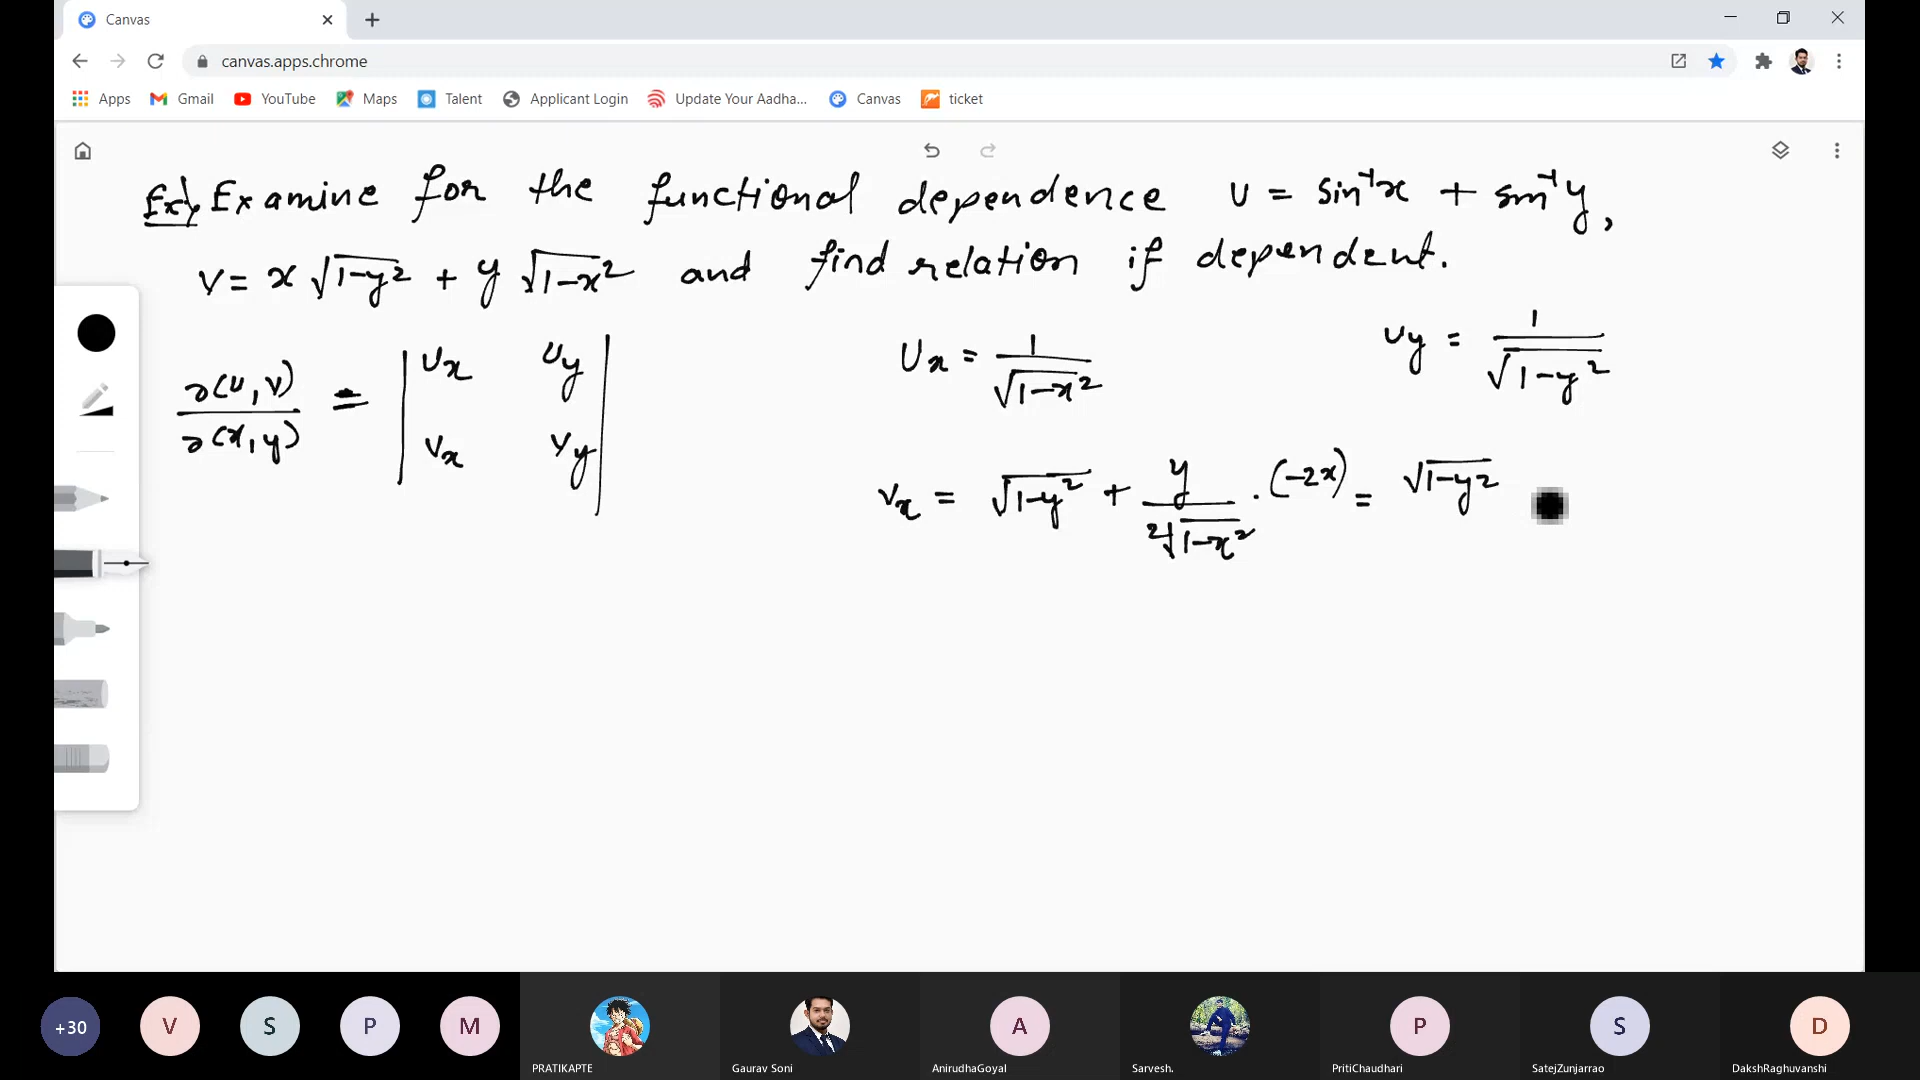 Canvas
canvas.apps.chrome
Apps Gmail YouTube Maps Talent Applicant Login Update Your Aadha... Canvas ticket
Ex) Examine for the functional dependence u = sin⁻¹x + sin⁻¹y,
v = x √(1-y²) + y √(1-x²) and find relation if dependent.
∂(u,v)/∂(x,y) = | ux uy |
| vx vy |
ux = 1/√(1-x²) uy = 1/√(1-y²)
vx = √(1-y²) + y/(2√(1-x²)) · (-2x) = √(1-y²)
+30 V S P M A P S D
PRATIKAPTE Gaurav Soni AnirudhaGoyal Sarvesh. PritiChaudhari SatejZunjarrao DakshRaghuvanshi